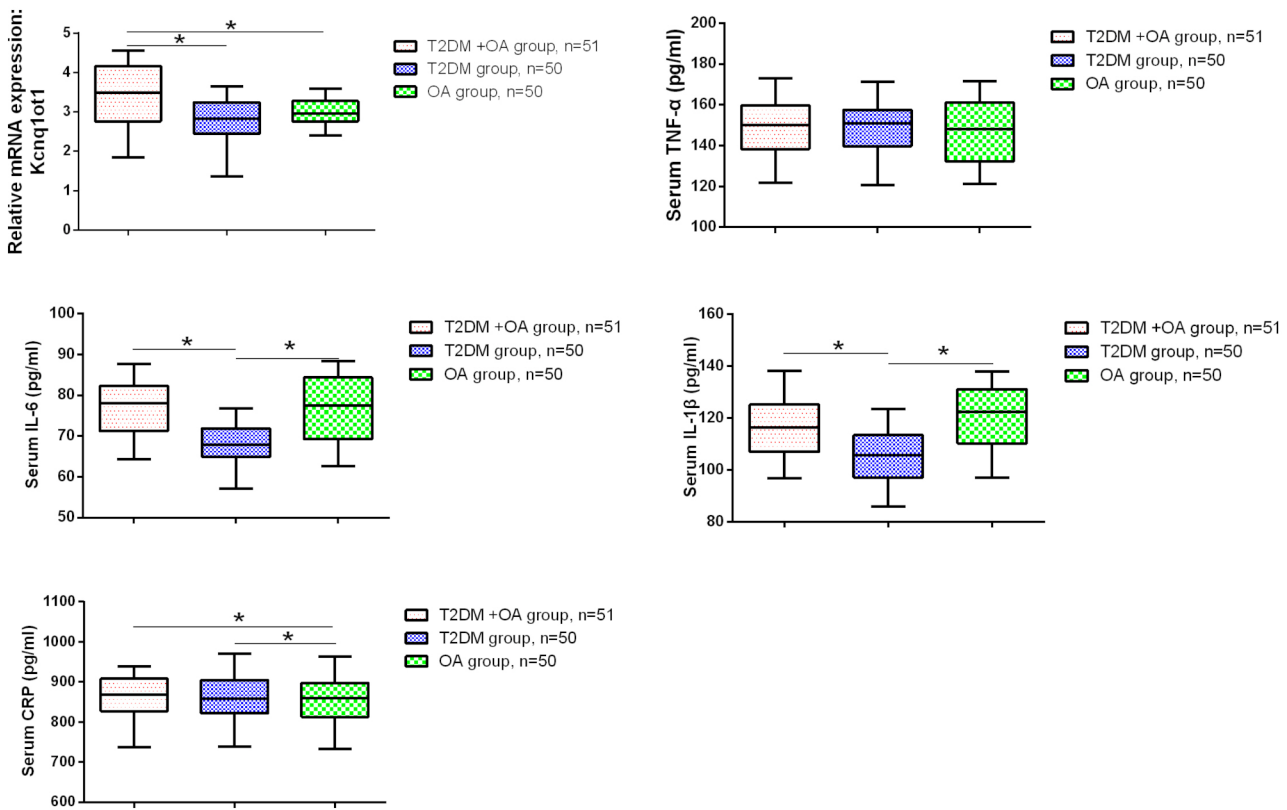 Relative mRNA expression:
Kcnq1ot1
5
4
3
2
1
0
*
*
T2DM +OA group, n=51
T2DM group, n=50
OA group, n=50
Serum TNF-α (pg/ml)
200
180
160
140
120
100
T2DM +OA group, n=51
T2DM group, n=50
OA group, n=50
Serum IL-6 (pg/ml)
100
90
80
70
60
50
*
*
T2DM +OA group, n=51
T2DM group, n=50
OA group, n=50
Serum IL-1β (pg/ml)
160
140
120
100
80
*
*
T2DM +OA group, n=51
T2DM group, n=50
OA group, n=50
Serum CRP (pg/ml)
1100
1000
900
800
700
600
*
*
T2DM +OA group, n=51
T2DM group, n=50
OA group, n=50